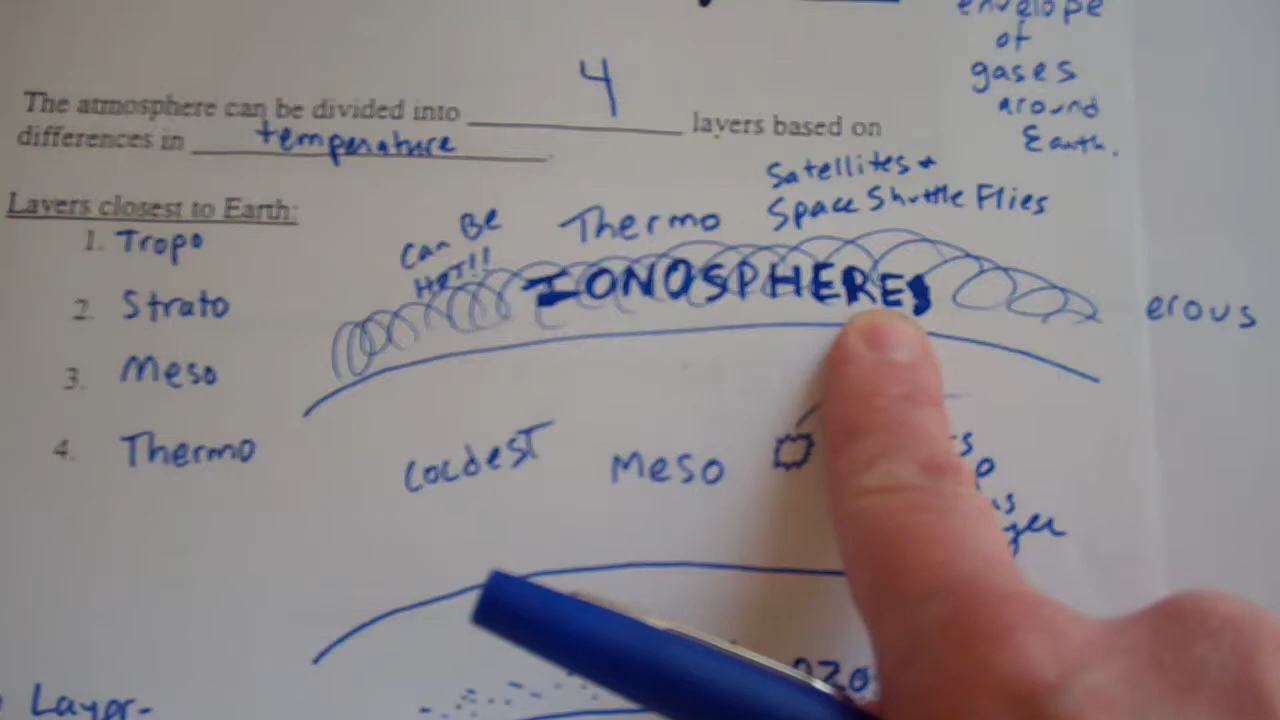 envelope
of
gases
around
Earth.
The atmosphere can be divided into 4 layers based on
differences in temperature.
Layers closest to Earth:
1. Tropo
2. Strato
3. Meso
4. Thermo
Can Be
HOT!!
Thermo
Satellites +
Space Shuttle Flies
IONOSPHERE
erous
Coldest
Meso
Layer-